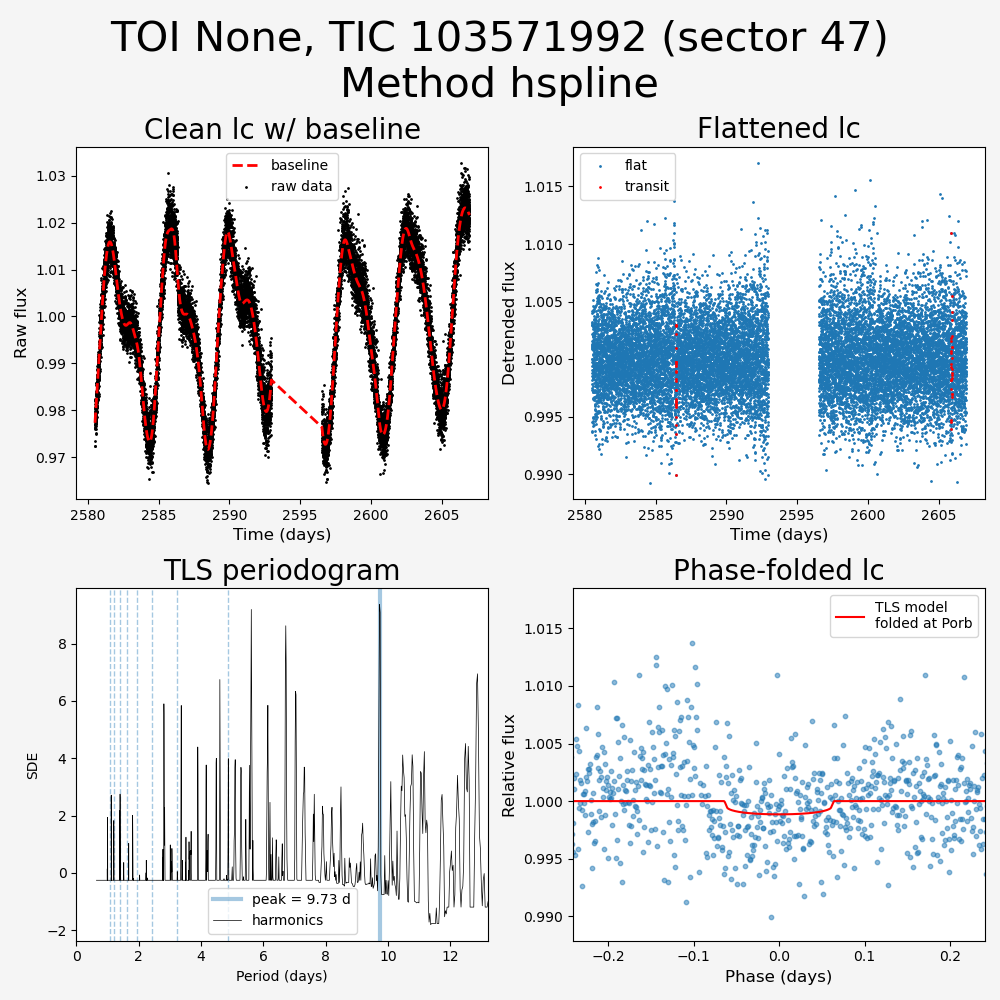 TOI None, TIC 103571992 (sector 47)
Method hspline
Clean lc w/ baseline
baseline
raw data
1.03
1.02
1.01
1.00
0.99
0.98
0.97
Raw flux
2580
2585
2590
2595
2600
2605
Time (days)
Flattened lc
flat
transit
1.015
1.010
1.005
1.000
0.995
0.990
Detrended flux
2580
2585
2590
2595
2600
2605
Time (days)
TLS periodogram
8
6
4
2
0
−2
SDE
peak = 9.73 d
harmonics
0
2
4
6
8
10
12
Period (days)
Phase-folded lc
TLS model
folded at Porb
1.015
1.010
1.005
1.000
0.995
0.990
Relative flux
−0.2
−0.1
0.0
0.1
0.2
Phase (days)